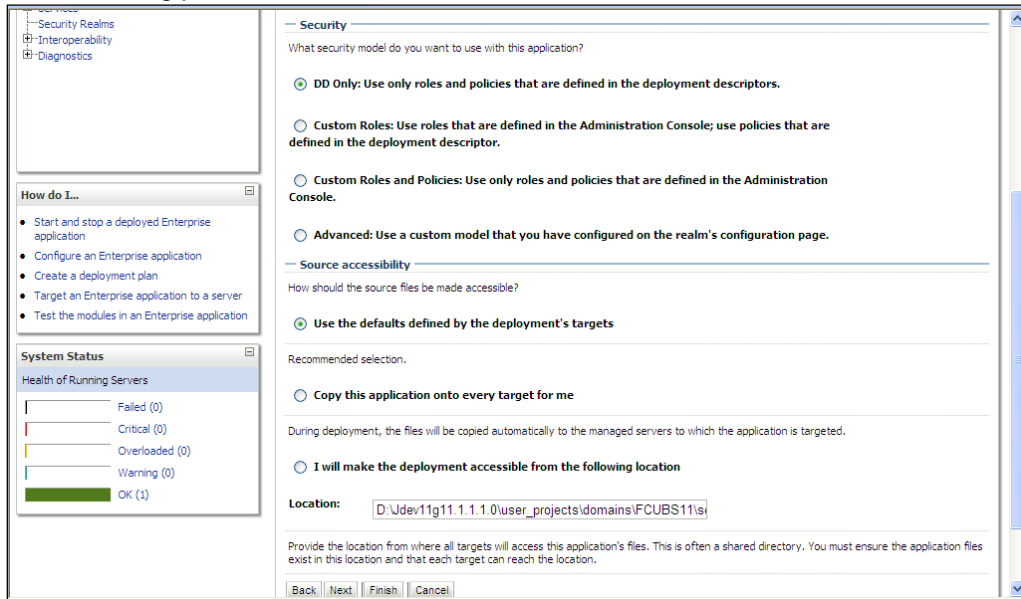 Services
Security Realms
Interoperability
Diagnostics
How do I...
Start and stop a deployed Enterprise
application
Configure an Enterprise application
Create a deployment plan
Target an Enterprise application to a server
Test the modules in an Enterprise application
System Status
Health of Running Servers
Failed (0)
Critical (0)
Overloaded (0)
Warning (0)
OK (1)
Security
What security model do you want to use with this application?
DD Only: Use only roles and policies that are defined in the deployment descriptors.
Custom Roles: Use roles that are defined in the Administration Console; use policies that are
defined in the deployment descriptor.
Custom Roles and Policies: Use only roles and policies that are defined in the Administration
Console.
Advanced: Use a custom model that you have configured on the realm's configuration page.
Source accessibility
How should the source files be made accessible?
Use the defaults defined by the deployment's targets
Recommended selection.
Copy this application onto every target for me
During deployment, the files will be copied automatically to the managed servers to which the application is targeted.
I will make the deployment accessible from the following location
Location: D:\Jdev11g11.1.1.1.0\user_projects\domains\FCUBS11\se
Provide the location from where all targets will access this application's files. This is often a shared directory. You must ensure the application files
exist in this location and that each target can reach the location.
Back Next Finish Cancel